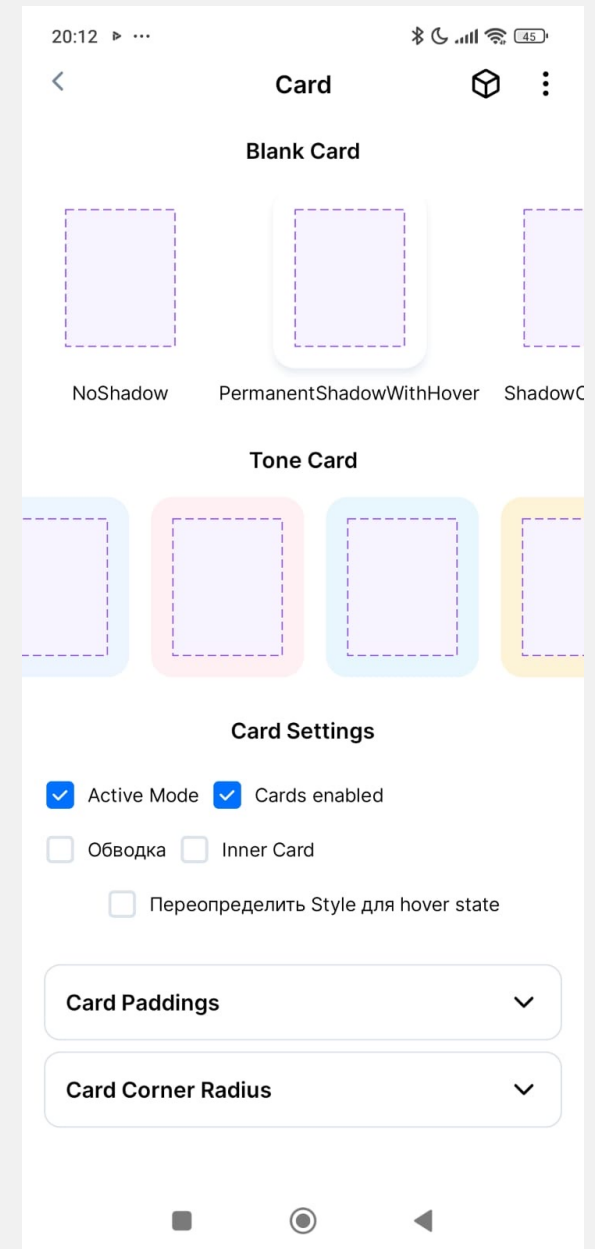 20:12
45
Card
Blank Card
NoShadow PermanentShadowWithHover
Tone Card
Card Settings
Active Mode Cards enabled
Обводка Inner Card
Переопределить Style для hover state
Card Paddings
Card Corner Radius